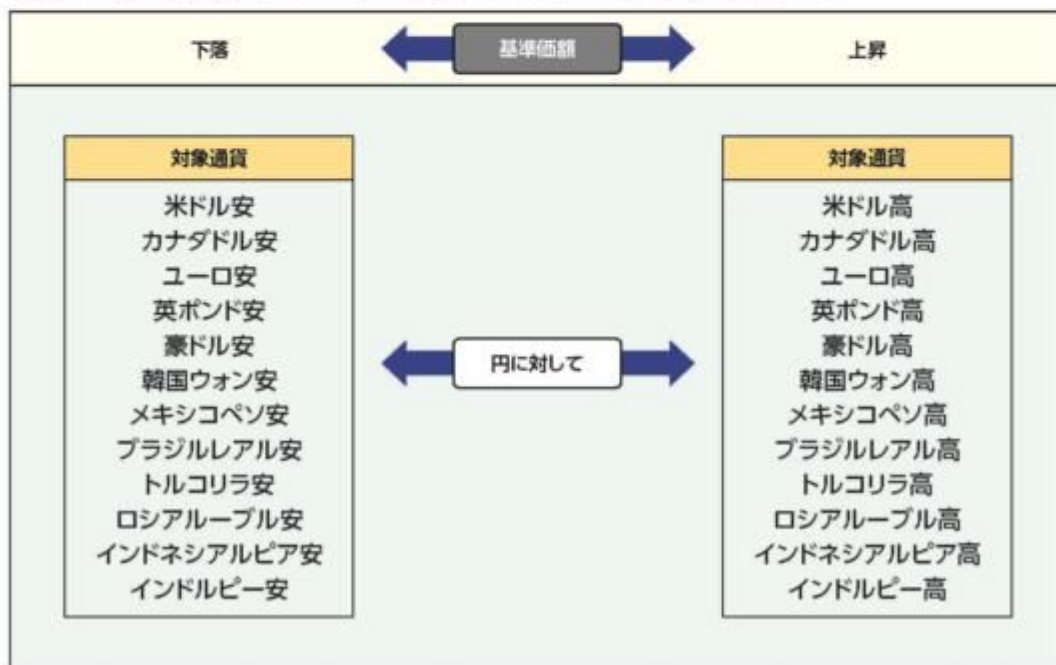 下落
基準価額
上昇
対象通貨
米ドル安
カナダドル安
ユーロ安
英ポンド安
豪ドル安
韓国ウォン安
メキシコペソ安
ブラジルレアル安
トルコリラ安
ロシアルーブル安
インドネシアルピア安
インドルピー安
円に対して
対象通貨
米ドル高
カナダドル高
ユーロ高
英ポンド高
豪ドル高
韓国ウォン高
メキシコペソ高
ブラジルレアル高
トルコリラ高
ロシアルーブル高
インドネシアルピア高
インドルピー高